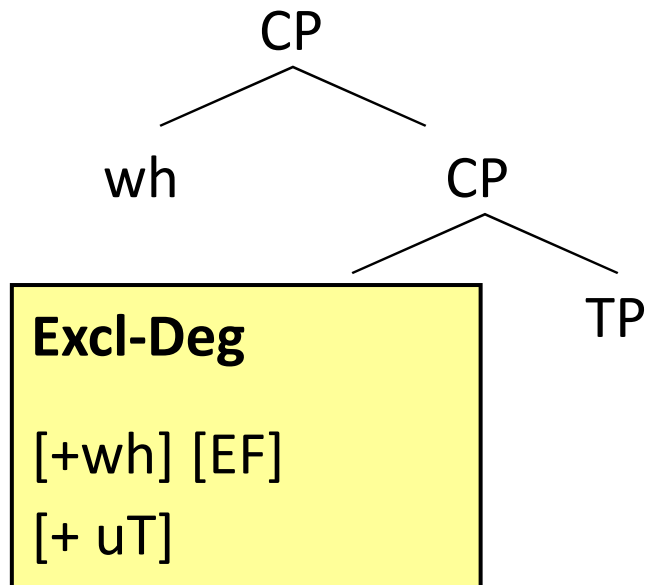 CP
wh
CP
TP
Excl-Deg
[+wh] [EF]
[+ uT]